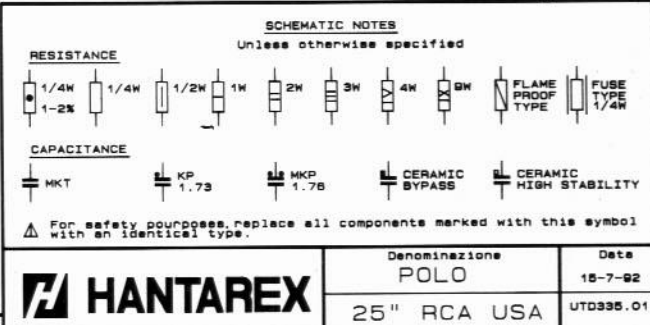 SCHEMATIC NOTES
Unless otherwise specified
RESISTANCE
1/4W
1-2%
1/4W
1/2W
1W
2W
3W
4W
9W
FLAME
PROOF
TYPE
FUSE
TYPE
1/4W
CAPACITANCE
MKT
KP
1.73
MKP
1.76
CERAMIC
BYPASS
CERAMIC
HIGH STABILITY
For safety pourposes,replace all components marked with this symbol
with an identical type.
HANTAREX
Denominazione
POLO
25" RCA USA
Data
15-7-92
UTD335.01